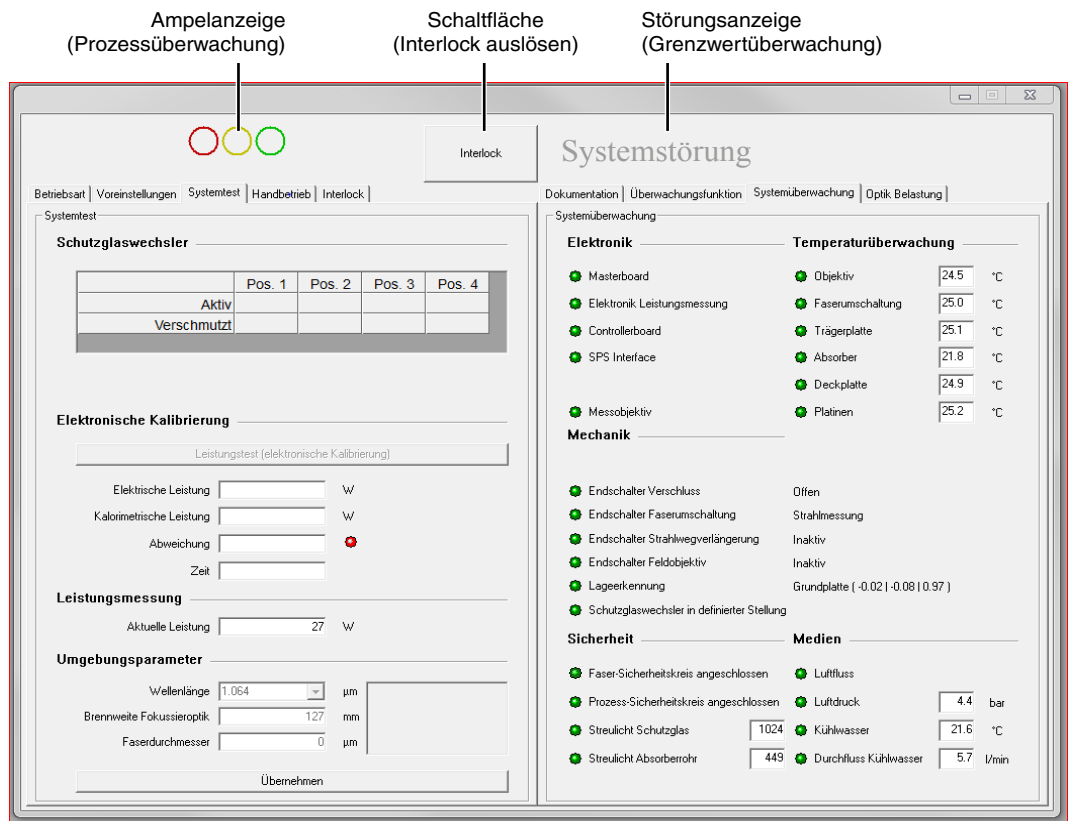 Ampelanzeige
(Prozessüberwachung)
Schaltfläche
(Interlock auslösen)
Störungsanzeige
(Grenzwertüberwachung)
Interlock
Systemstörung
Betriebsart Voreinstellungen Systemtest Handbetrieb Interlock
Dokumentation Überwachungsfunktion Systemüberwachung Optik Belastung
Systemtest
Schutzglaswechsler
Pos. 1 Pos. 2 Pos. 3 Pos. 4
Aktiv
Verschmutzt
Elektronische Kalibrierung
Leistungstest (elektronische Kalibrierung)
Elektrische Leistung W
Kalorimetrische Leistung W
Abweichung
Zeit
Leistungsmessung
Aktuelle Leistung 27 W
Umgebungsparameter
Wellenlänge 1.064 µm
Brennweite Fokussieroptik 127 mm
Faserdurchmesser 0 µm
Übernehmen
Systemüberwachung
Elektronik
Masterboard
Elektronik Leistungsmessung
Controllerboard
SPS Interface
Messobjektiv
Temperaturüberwachung
Objektiv 24.5 °C
Faserumschaltung 25.0 °C
Trägerplatte 25.1 °C
Absorber 21.8 °C
Deckplatte 24.9 °C
Platinen 25.2 °C
Mechanik
Endschalter Verschluss Offen
Endschalter Faserumschaltung Strahlmessung
Endschalter Strahlwegverlängerung Inaktiv
Endschalter Feldobjektiv Inaktiv
Lageerkennung Grundplatte ( -0.02 | -0.08 | 0.97 )
Schutzglaswechsler in definierter Stellung
Sicherheit
Faser-Sicherheitskreis angeschlossen
Prozess-Sicherheitskreis angeschlossen
Streulicht Schutzglas 1024
Streulicht Absorberrohr 449
Medien
Luftfluss
Luftdruck 4.4 bar
Kühlwasser 21.6 °C
Durchfluss Kühlwasser 5.7 l/min